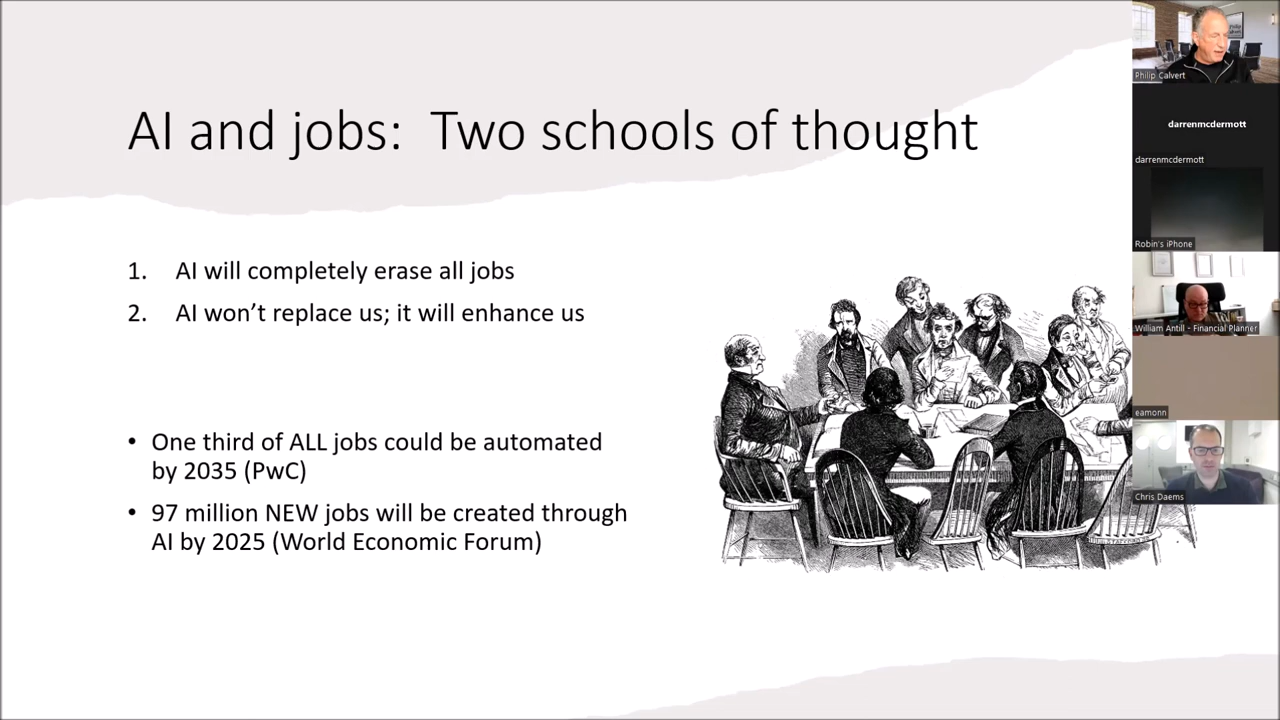 AI and jobs:  Two schools of thought
1. AI will completely erase all jobs
2. AI won’t replace us; it will enhance us
• One third of ALL jobs could be automated
by 2035 (PwC)
• 97 million NEW jobs will be created through
AI by 2025 (World Economic Forum)
Philip Calvert
darrenmcdermott
darrenmcdermott
Robin's iPhone
William Antill - Financial Planner
eamonn
Chris Daems